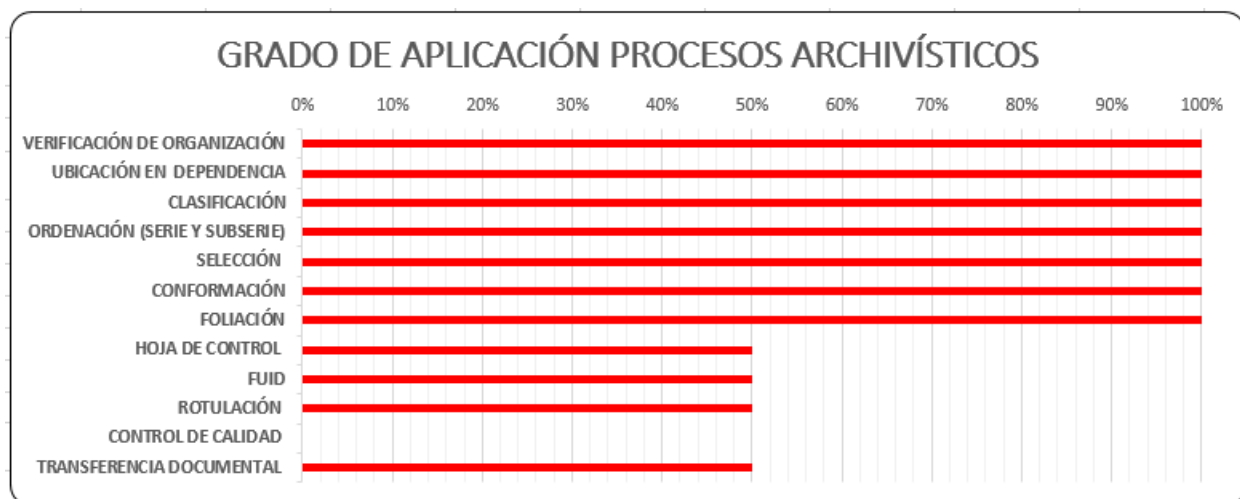 GRADO DE APLICACIÓN PROCESOS ARCHIVÍSTICOS
0% 10% 20% 30% 40% 50% 60% 70% 80% 90% 100%
VERIFICACIÓN DE ORGANIZACIÓN
UBICACIÓN EN DEPENDENCIA
CLASIFICACIÓN
ORDENACIÓN (SERIE Y SUBSERIE)
SELECCIÓN
CONFORMACIÓN
FOLIACIÓN
HOJA DE CONTROL
FUID
ROTULACIÓN
CONTROL DE CALIDAD
TRANSFERENCIA DOCUMENTAL